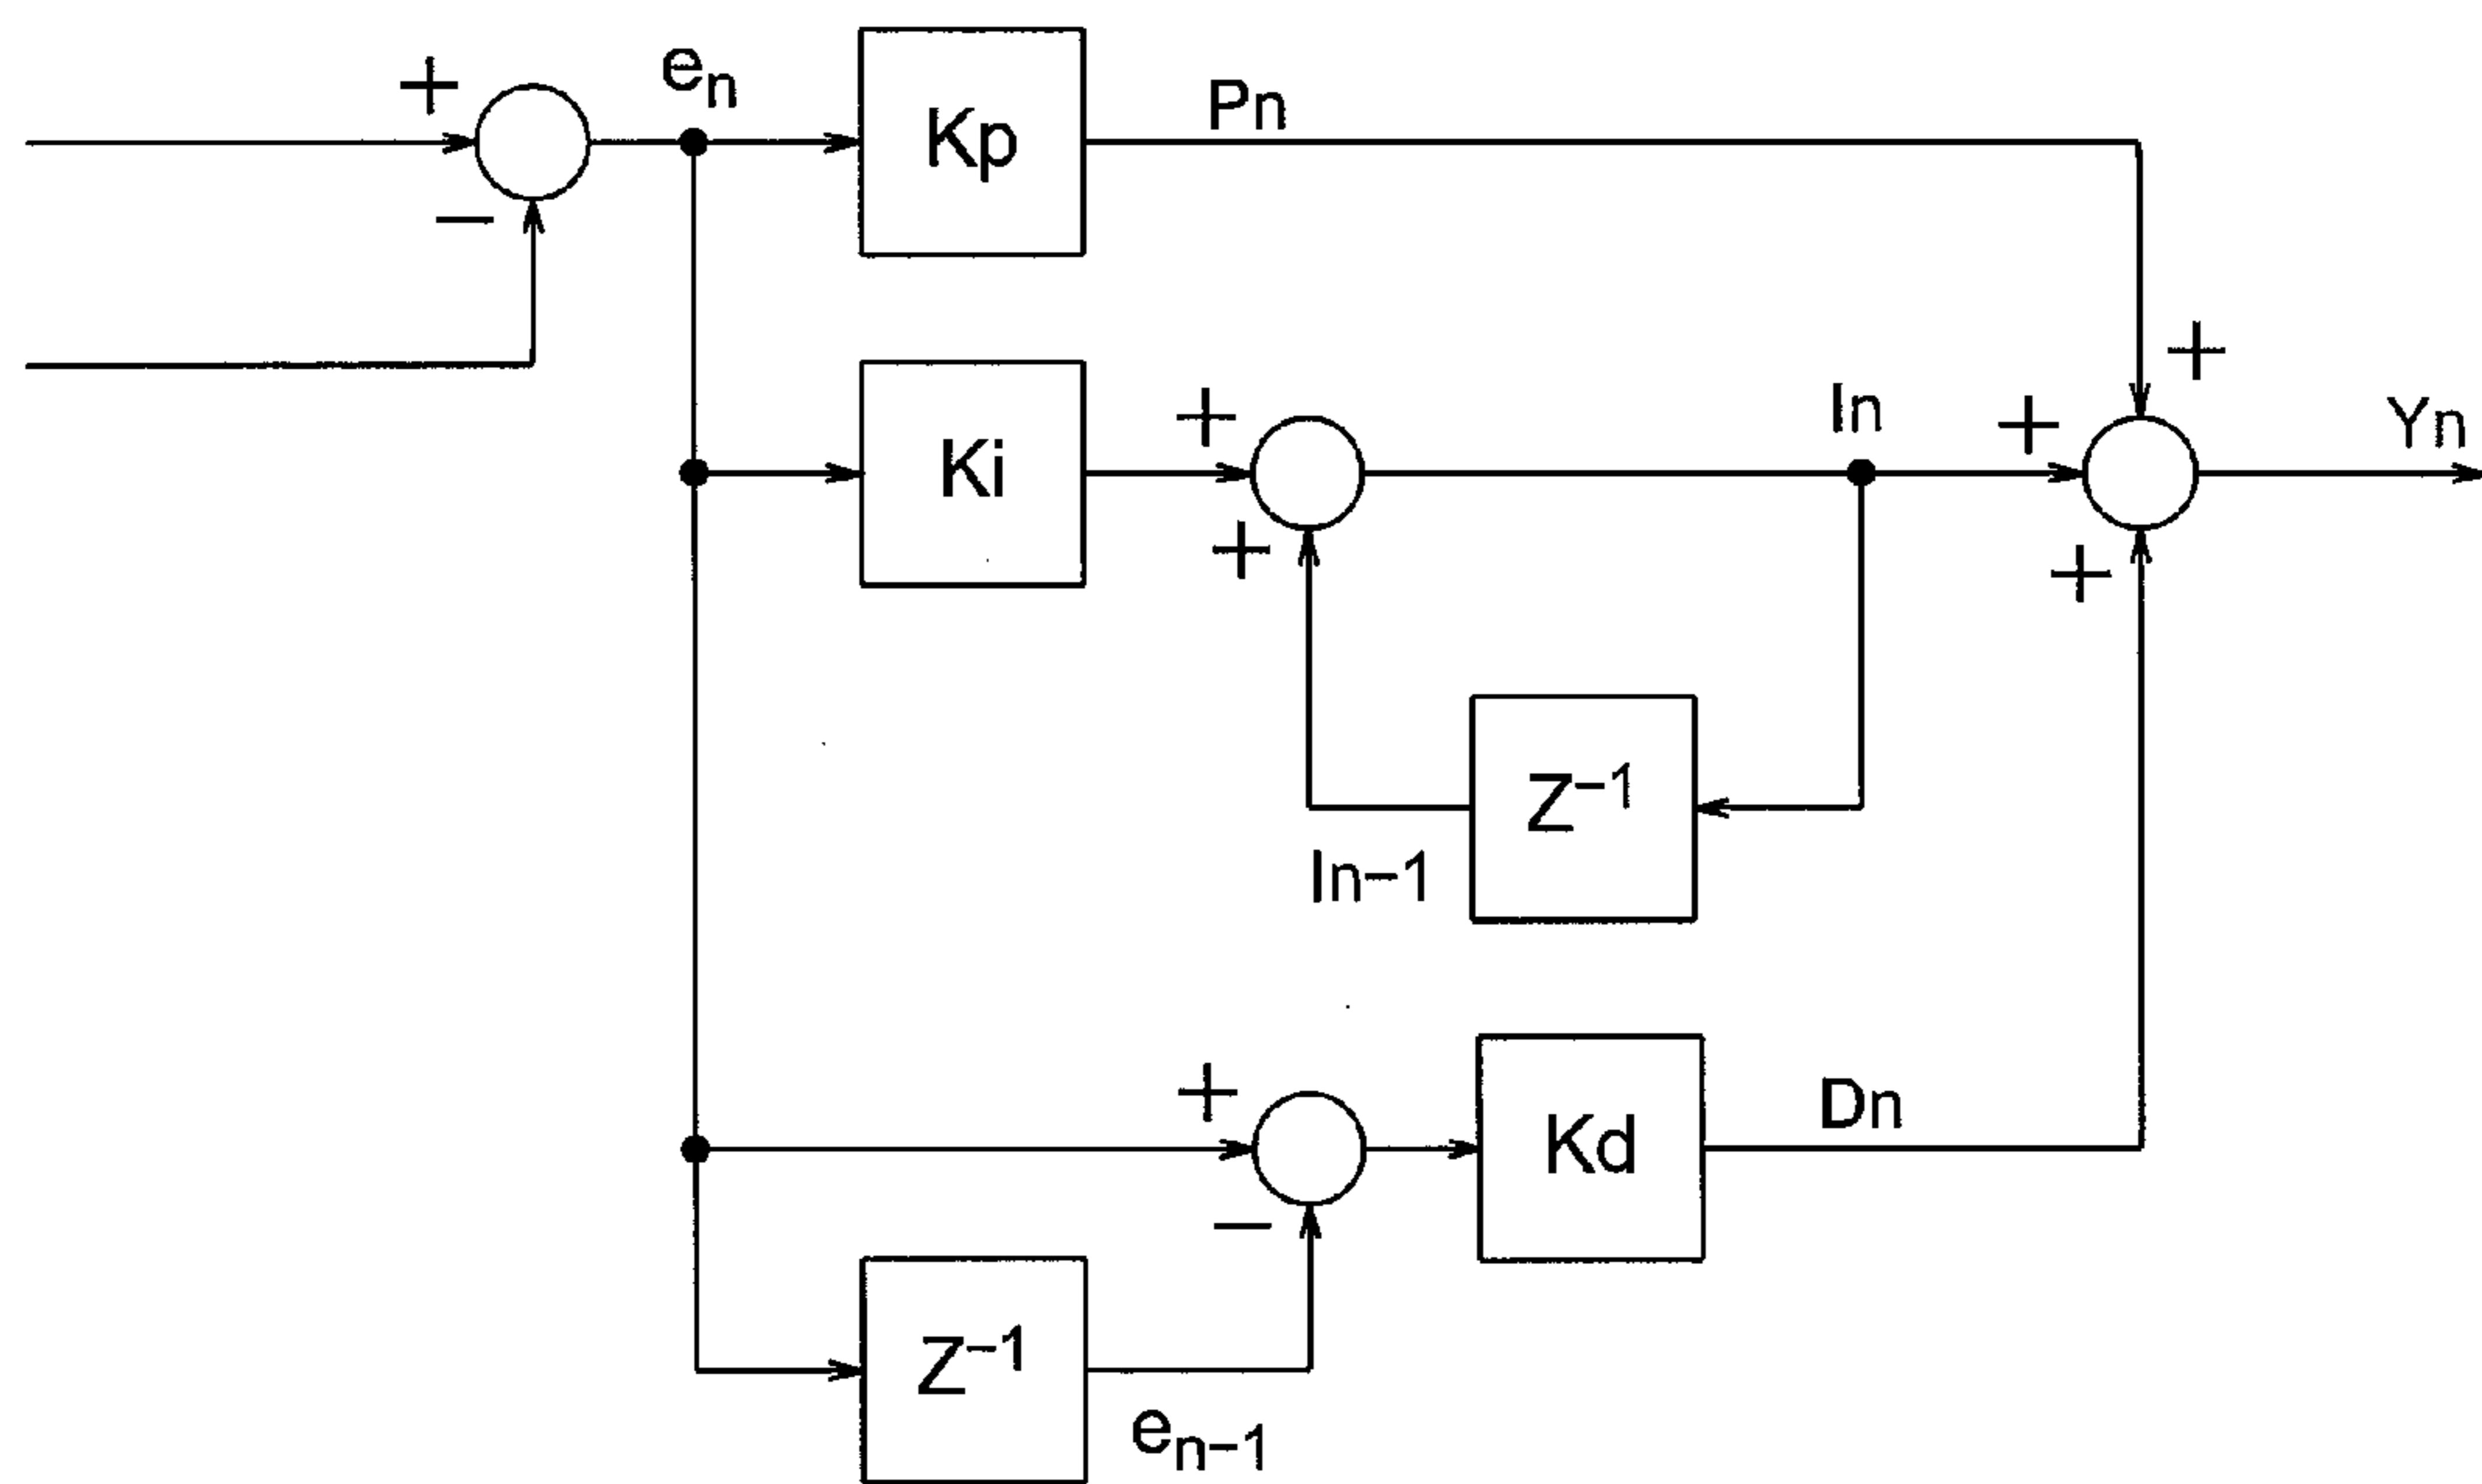 +
−
eₙ
Kp
Pn
Ki
+
+
In
+
+
+
Yn
Z⁻¹
In−1
+
−
Kd
Dn
Z⁻¹
eₙ₋₁